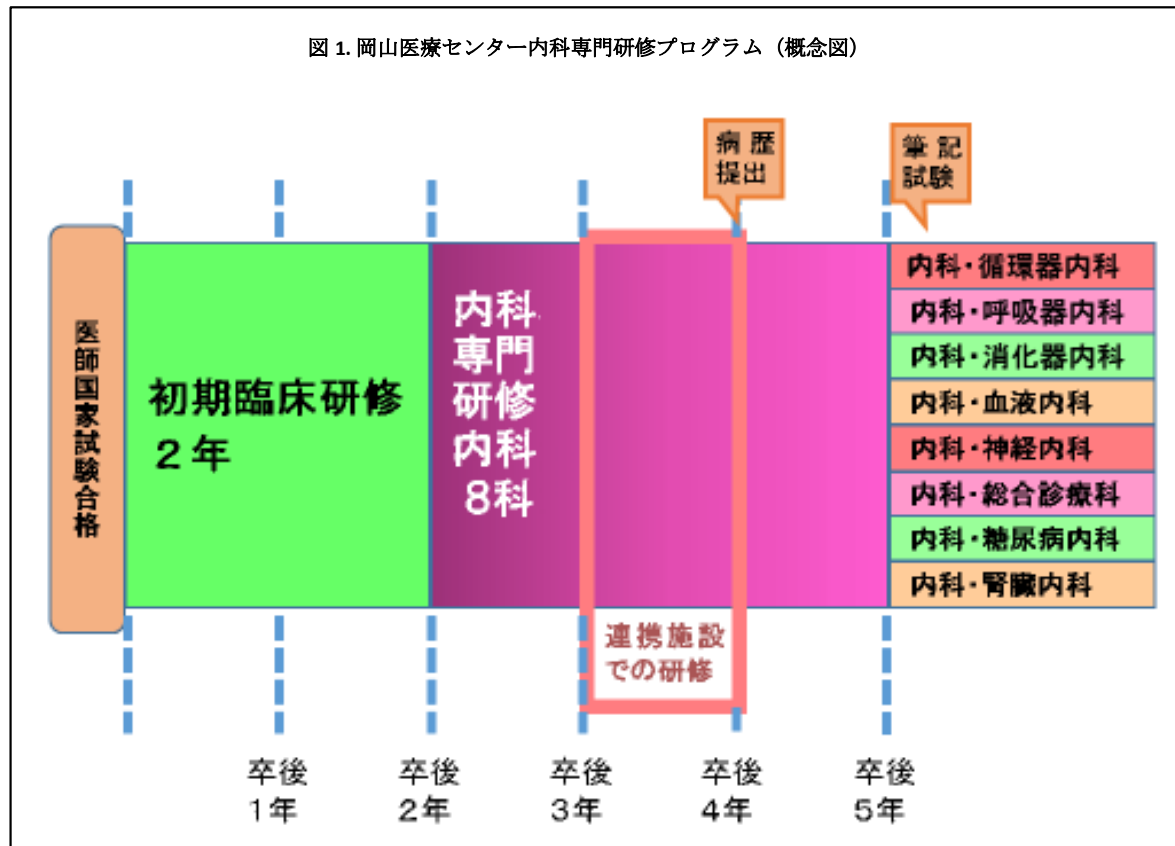 図 1. 岡山医療センター内科専門研修プログラム（概念図）
病歴
提出
筆記
試験
医師国家試験合格
初期臨床研修
２年
内科
専門
研修
内科
８科
内科・循環器内科
内科・呼吸器内科
内科・消化器内科
内科・血液内科
内科・神経内科
内科・総合診療科
内科・糖尿病内科
内科・腎臓内科
連携施設
での研修
卒後
１年
卒後
２年
卒後
３年
卒後
４年
卒後
５年